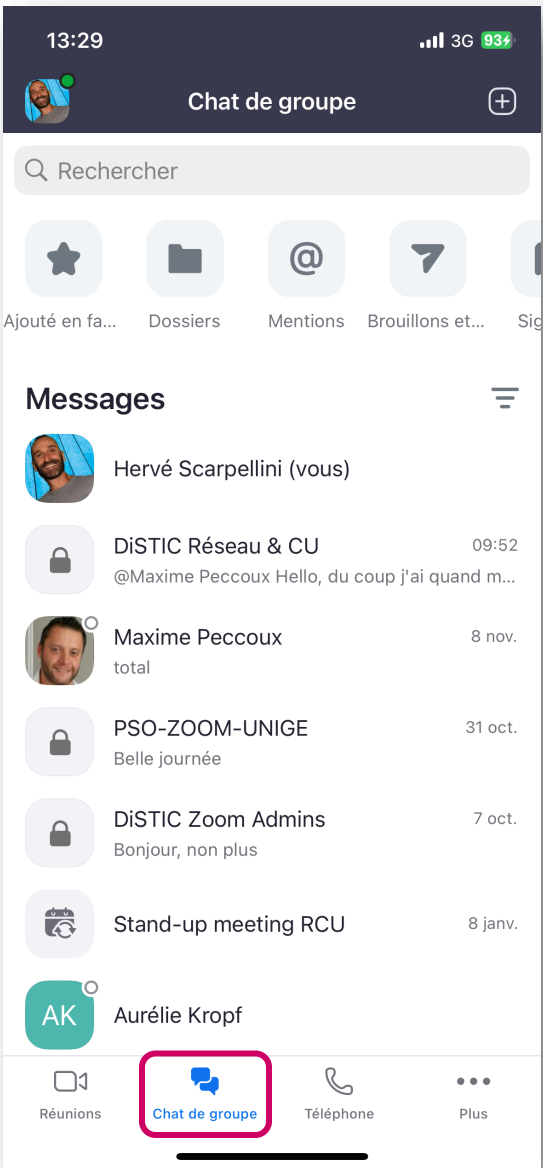 13:29
3G 93
Chat de groupe
Rechercher
Ajouté en fa... Dossiers Mentions Brouillons et... Sig
Messages
Hervé Scarpellini (vous)
DiSTIC Réseau & CU 09:52
@Maxime Peccoux Hello, du coup j'ai quand m...
Maxime Peccoux 8 nov.
total
PSO-ZOOM-UNIGE 31 oct.
Belle journée
DiSTIC Zoom Admins 7 oct.
Bonjour, non plus
Stand-up meeting RCU 8 janv.
AK Aurélie Kropf
Réunions Chat de groupe Téléphone Plus